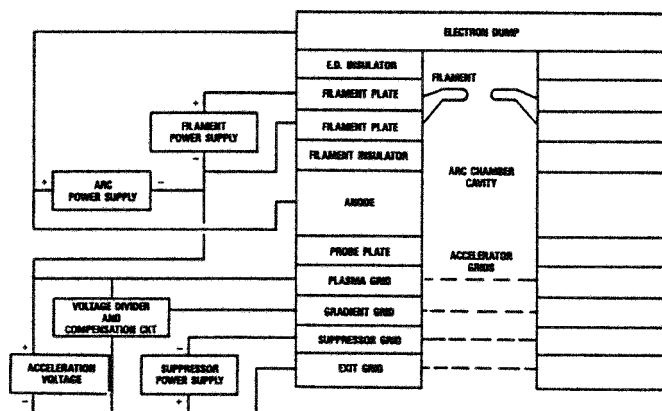 ELECTRON DUMP
E.D. INSULATOR
FILAMENT
+
FILAMENT PLATE
FILAMENT
POWER SUPPLY
FILAMENT PLATE
−
FILAMENT INSULATOR
+
ARC
POWER SUPPLY
−
ARC CHAMBER
CAVITY
ANODE
PROBE PLATE
ACCELERATOR
GRIDS
PLASMA GRID
VOLTAGE DIVIDER
AND
COMPENSATION CKT
GRADIENT GRID
SUPPRESSOR GRID
+
−
ACCELERATION
VOLTAGE
SUPPRESSOR
POWER SUPPLY
EXIT GRID
−
+